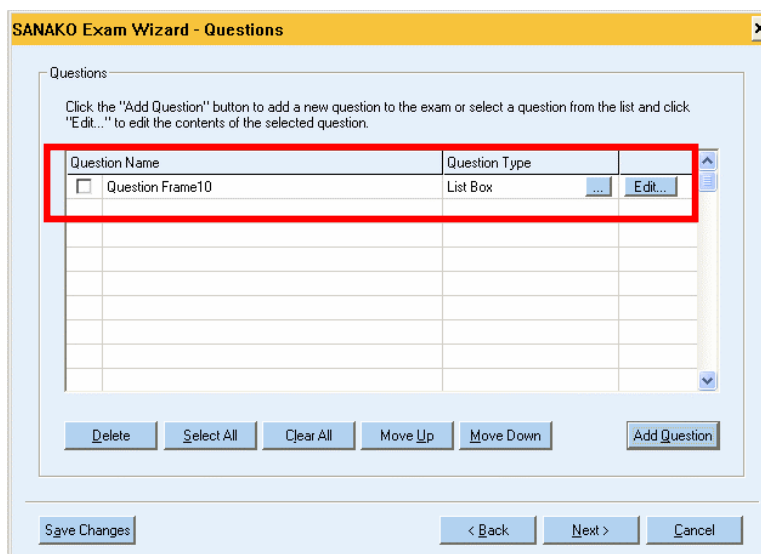 SANAKO Exam Wizard - Questions
Questions
Click the "Add Question" button to add a new question to the exam or select a question from the list and click
"Edit..." to edit the contents of the selected question.
Question Name Question Type
Question Frame10 List Box ... Edit...
Delete Select All Clear All Move Up Move Down Add Question
Save Changes < Back Next > Cancel